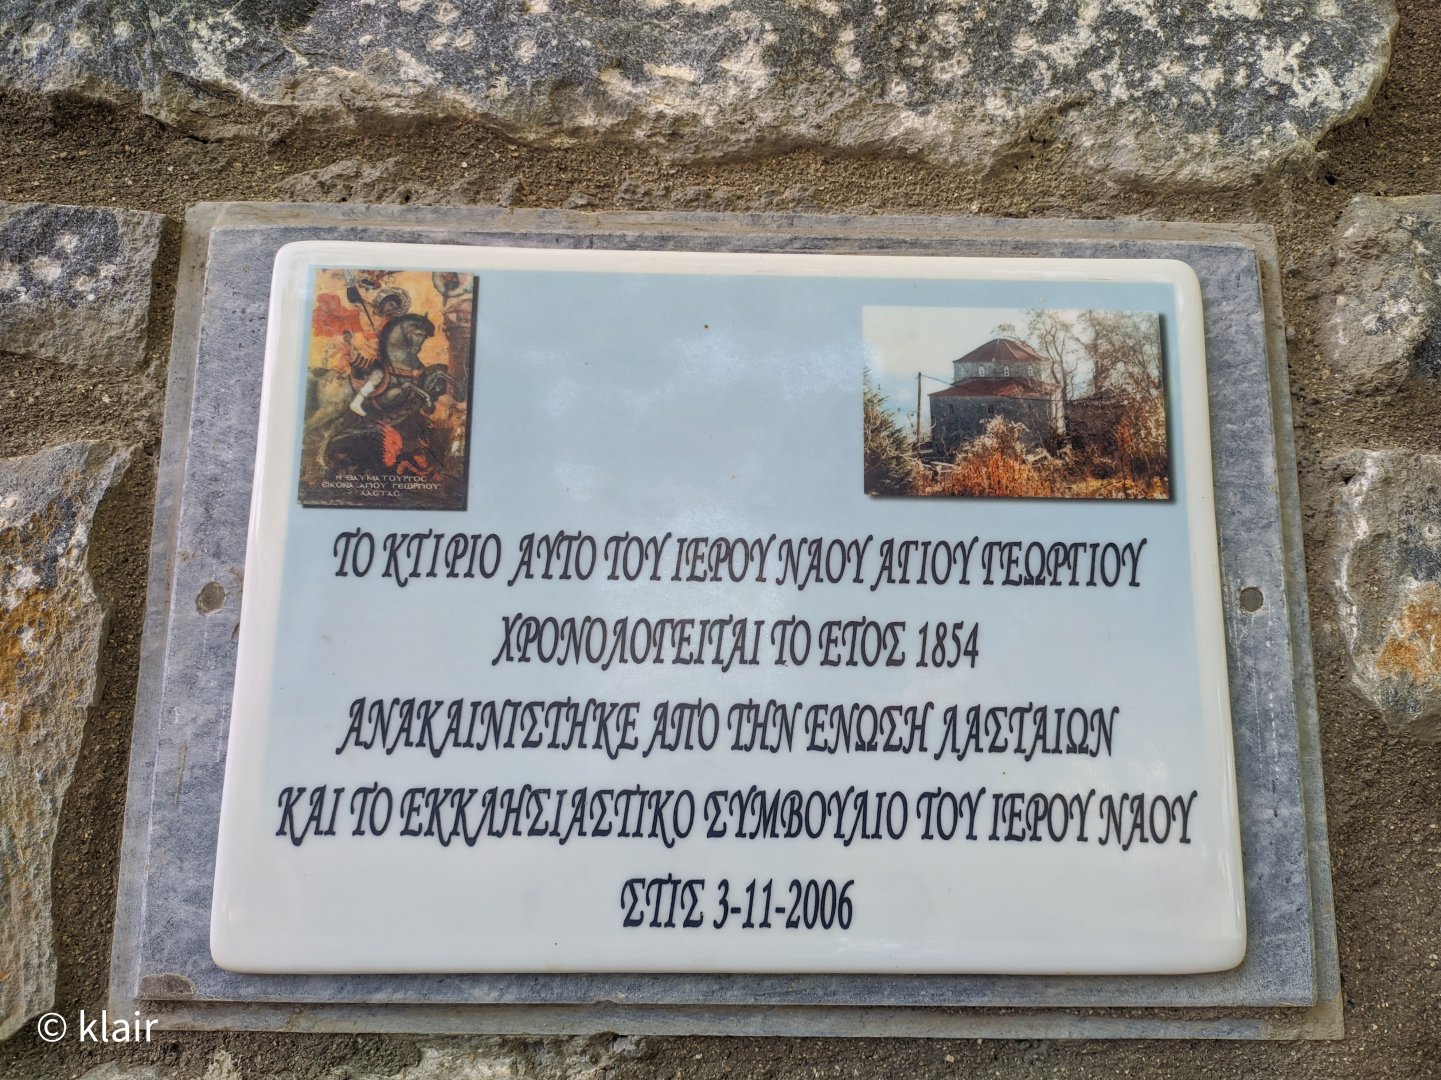 Η ΘΑΥΜΑΤΟΥΡΓΟΣ
ΕΙΚΟΝΑ ΑΓΙΟΥ ΓΕΩΡΓΙΟΥ
ΛΑΣΤΑΣ
ΤΟ ΚΤΙΡΙΟ ΑΥΤΟ ΤΟΥ ΙΕΡΟΥ ΝΑΟΥ ΑΓΙΟΥ ΓΕΩΡΓΙΟΥ
ΧΡΟΝΟΛΟΓΕΙΤΑΙ ΤΟ ΕΤΟΣ 1854
ΑΝΑΚΑΙΝΙΣΤΗΚΕ ΑΠΟ ΤΗΝ ΕΝΩΣΗ ΛΑΣΤΑΙΩΝ
ΚΑΙ ΤΟ ΕΚΚΛΗΣΙΑΣΤΙΚΟ ΣΥΜΒΟΥΛΙΟ ΤΟΥ ΙΕΡΟΥ ΝΑΟΥ
ΣΤΙΣ 3-11-2006
© klair